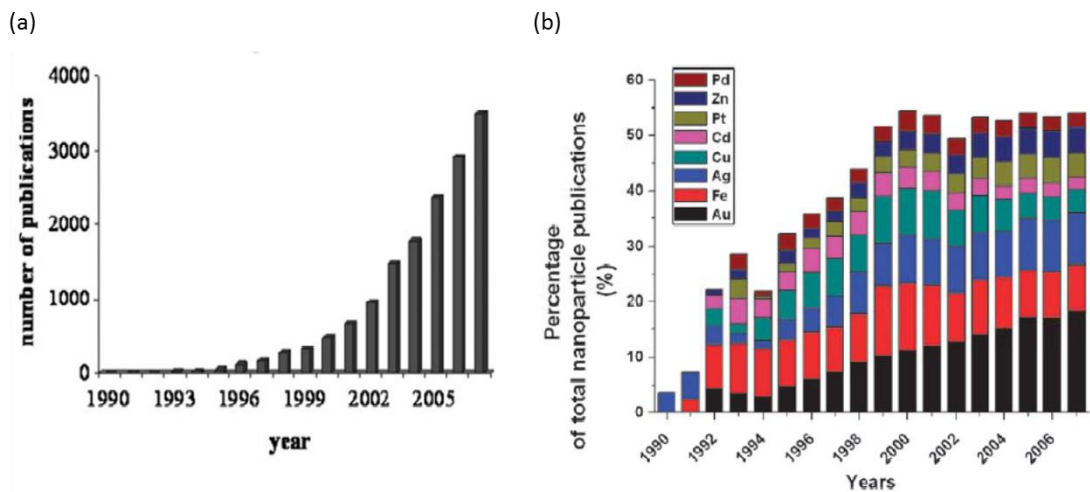 (a)
(b)
number of publications
4000
3000
2000
1000
0
1990 1993 1996 1999 2002 2005
year
Percentage
of total nanoparticle publications
(%)
60
50
40
30
20
10
0
Pd
Zn
Pt
Cd
Cu
Ag
Fe
Au
1990 1992 1994 1996 1998 2000 2002 2004 2006
Years